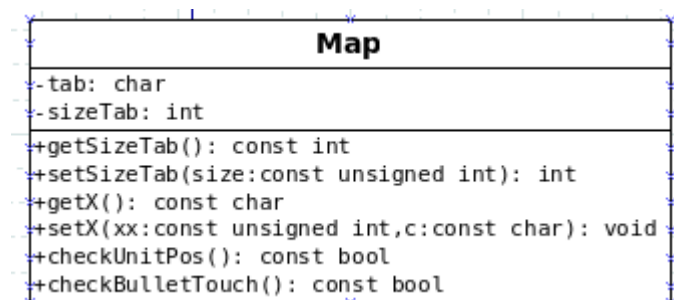 Map
-tab: char
-sizeTab: int
+getSizeTab(): const int
+setSizeTab(size:const unsigned int): int
+getX(): const char
+setX(xx:const unsigned int,c:const char): void
+checkUnitPos(): const bool
+checkBulletTouch(): const bool